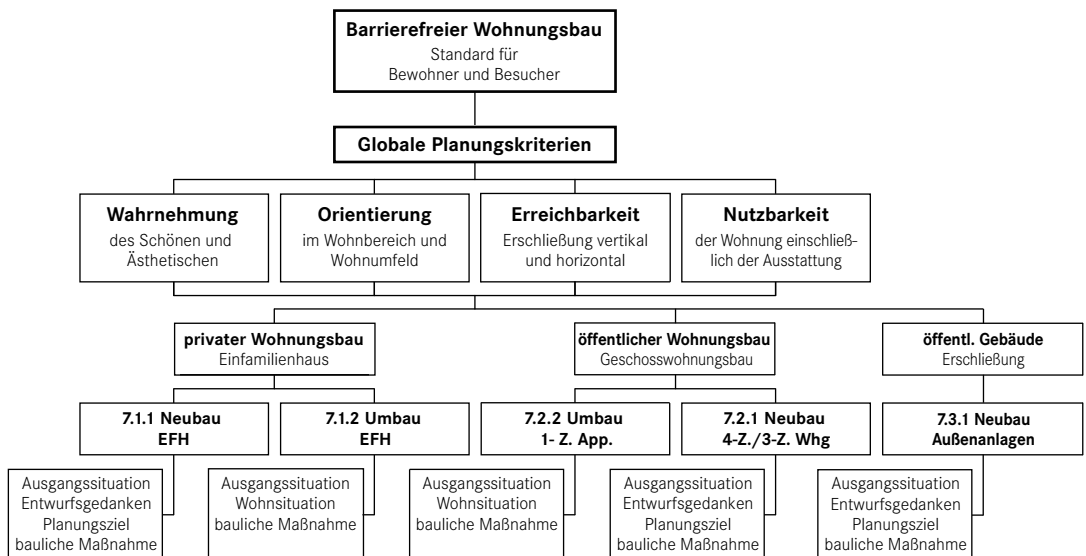 Barrierefreier Wohnungsbau
Standard für
Bewohner und Besucher
Globale Planungskriterien
Wahrnehmung
des Schönen und
Ästhetischen
Orientierung
im Wohnbereich und
Wohnumfeld
Erreichbarkeit
Erschließung vertikal
und horizontal
Nutzbarkeit
der Wohnung einschließ-
lich der Ausstattung
privater Wohnungsbau
Einfamilienhaus
öffentlicher Wohnungsbau
Geschosswohnungsbau
öffentl. Gebäude
Erschließung
7.1.1 Neubau
EFH
7.1.2 Umbau
EFH
7.2.2 Umbau
1- Z. App.
7.2.1 Neubau
4-Z./3-Z. Whg
7.3.1 Neubau
Außenanlagen
Ausgangssituation
Entwurfsgedanken
Planungsziel
bauliche Maßnahme
Ausgangssituation
Wohnsituation
bauliche Maßnahme
Ausgangssituation
Wohnsituation
bauliche Maßnahme
Ausgangssituation
Entwurfsgedanken
Planungsziel
bauliche Maßnahme
Ausgangssituation
Entwurfsgedanken
Planungsziel
bauliche Maßnahme